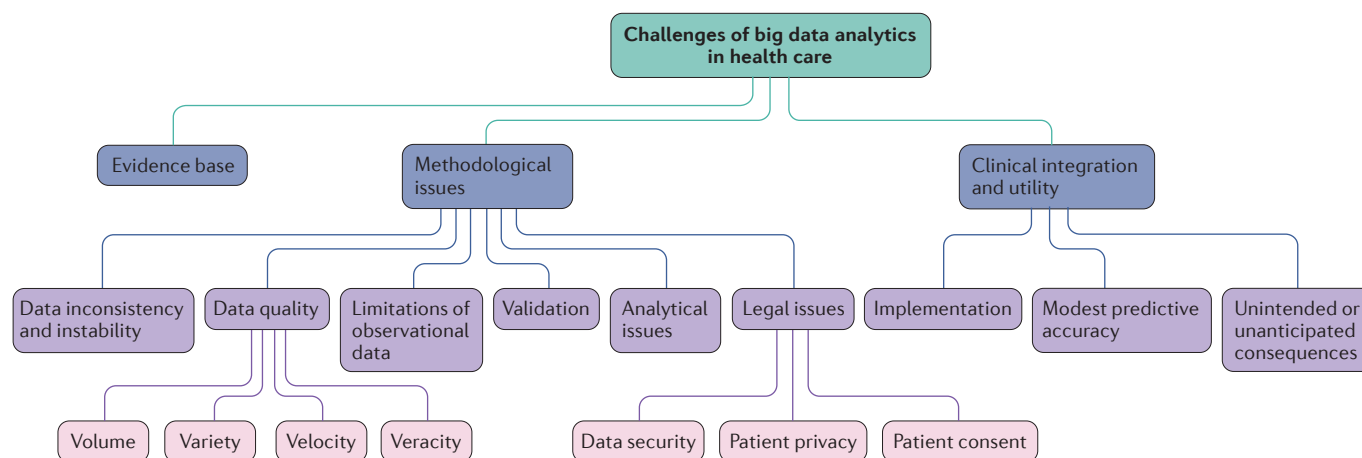 Challenges of big data analytics
in health care
Evidence base
Methodological
issues
Clinical integration
and utility
Data inconsistency
and instability
Data quality
Limitations of
observational
data
Validation
Analytical
issues
Legal issues
Implementation
Modest predictive
accuracy
Unintended or
unanticipated
consequences
Volume
Variety
Velocity
Veracity
Data security
Patient privacy
Patient consent